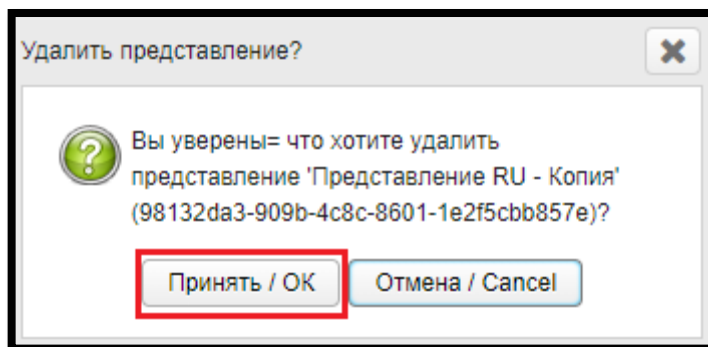 Удалить представление?
Вы уверены= что хотите удалить
представление 'Представление RU - Копия'
(98132da3-909b-4c8c-8601-1e2f5cbb857e)?
Принять / ОК Отмена / Cancel